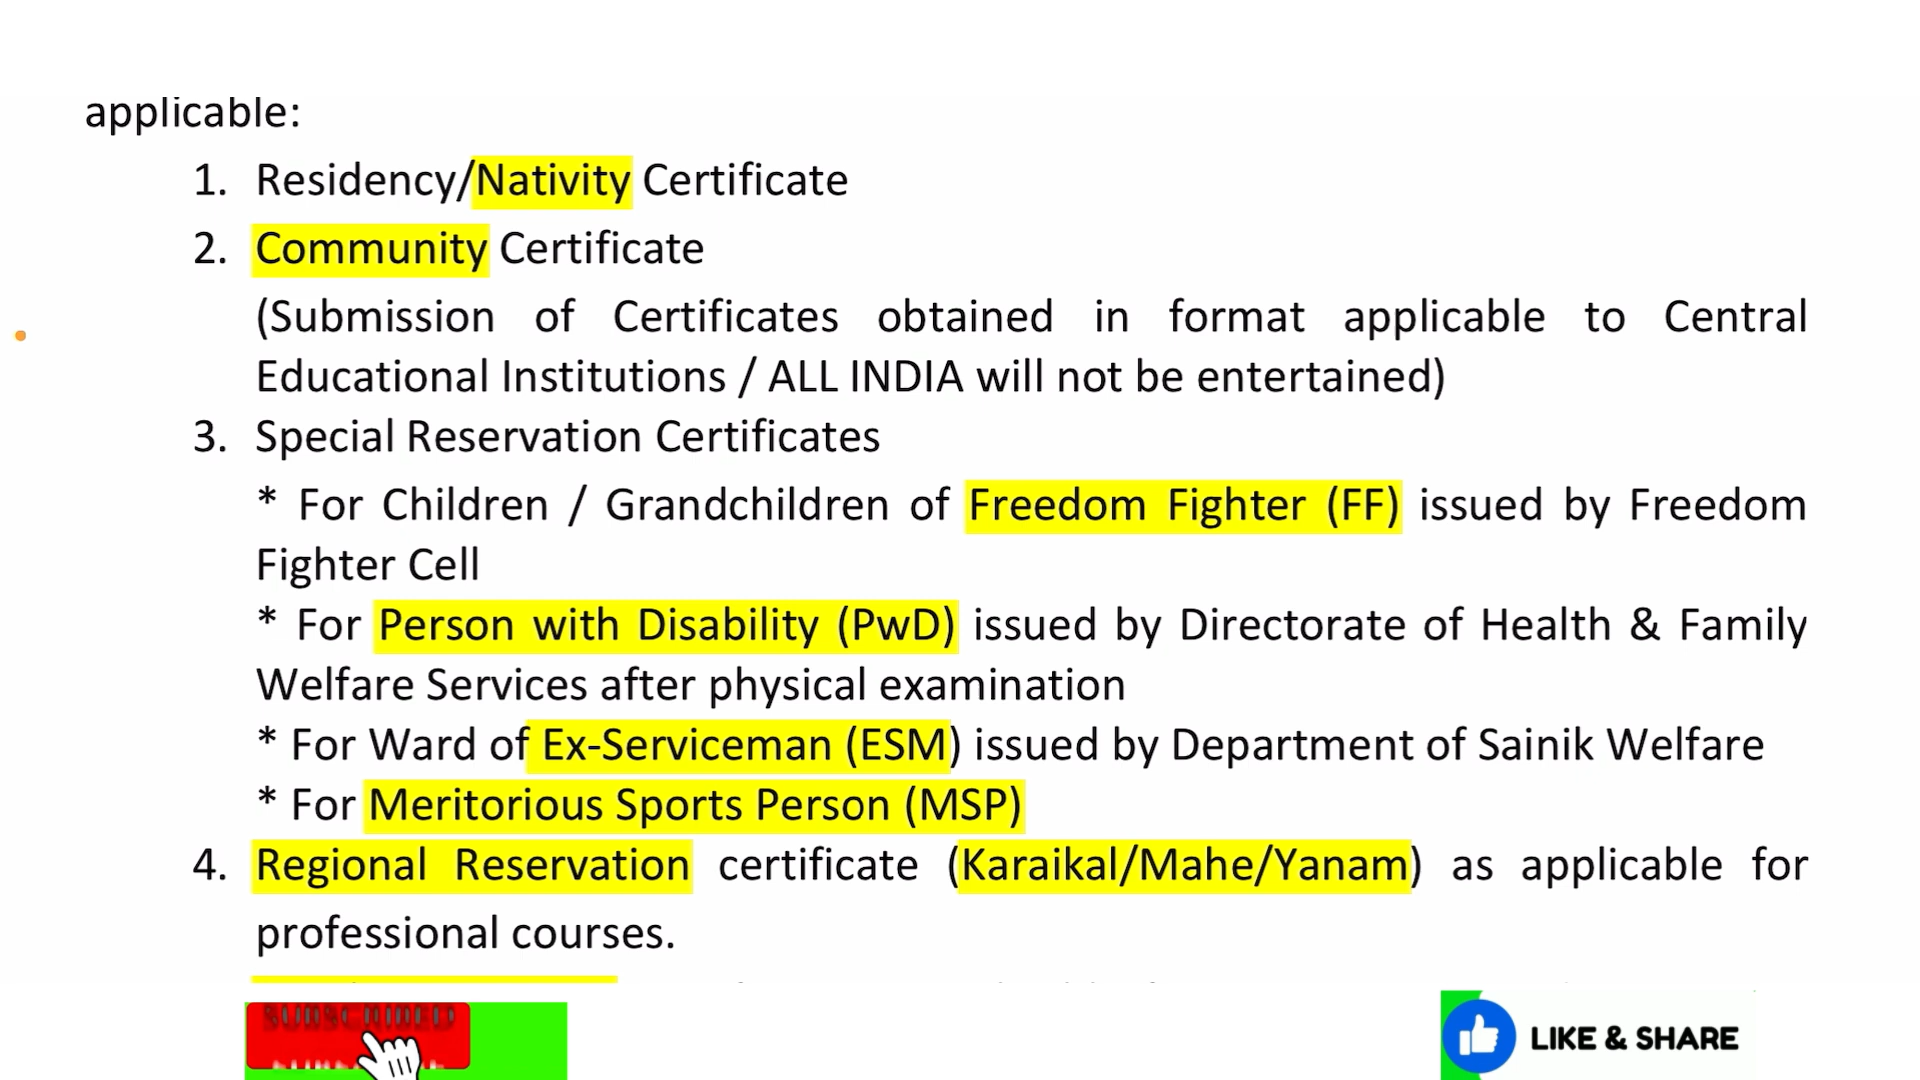 applicable:
1. Residency/Nativity Certificate
2. Community Certificate
(Submission of Certificates obtained in format applicable to Central
Educational Institutions / ALL INDIA will not be entertained)
3. Special Reservation Certificates
* For Children / Grandchildren of Freedom Fighter (FF) issued by Freedom
Fighter Cell
* For Person with Disability (PwD) issued by Directorate of Health & Family
Welfare Services after physical examination
* For Ward of Ex-Serviceman (ESM) issued by Department of Sainik Welfare
* For Meritorious Sports Person (MSP)
4. Regional Reservation certificate (Karaikal/Mahe/Yanam) as applicable for
professional courses.
SUBSCRIBED
LIKE & SHARE